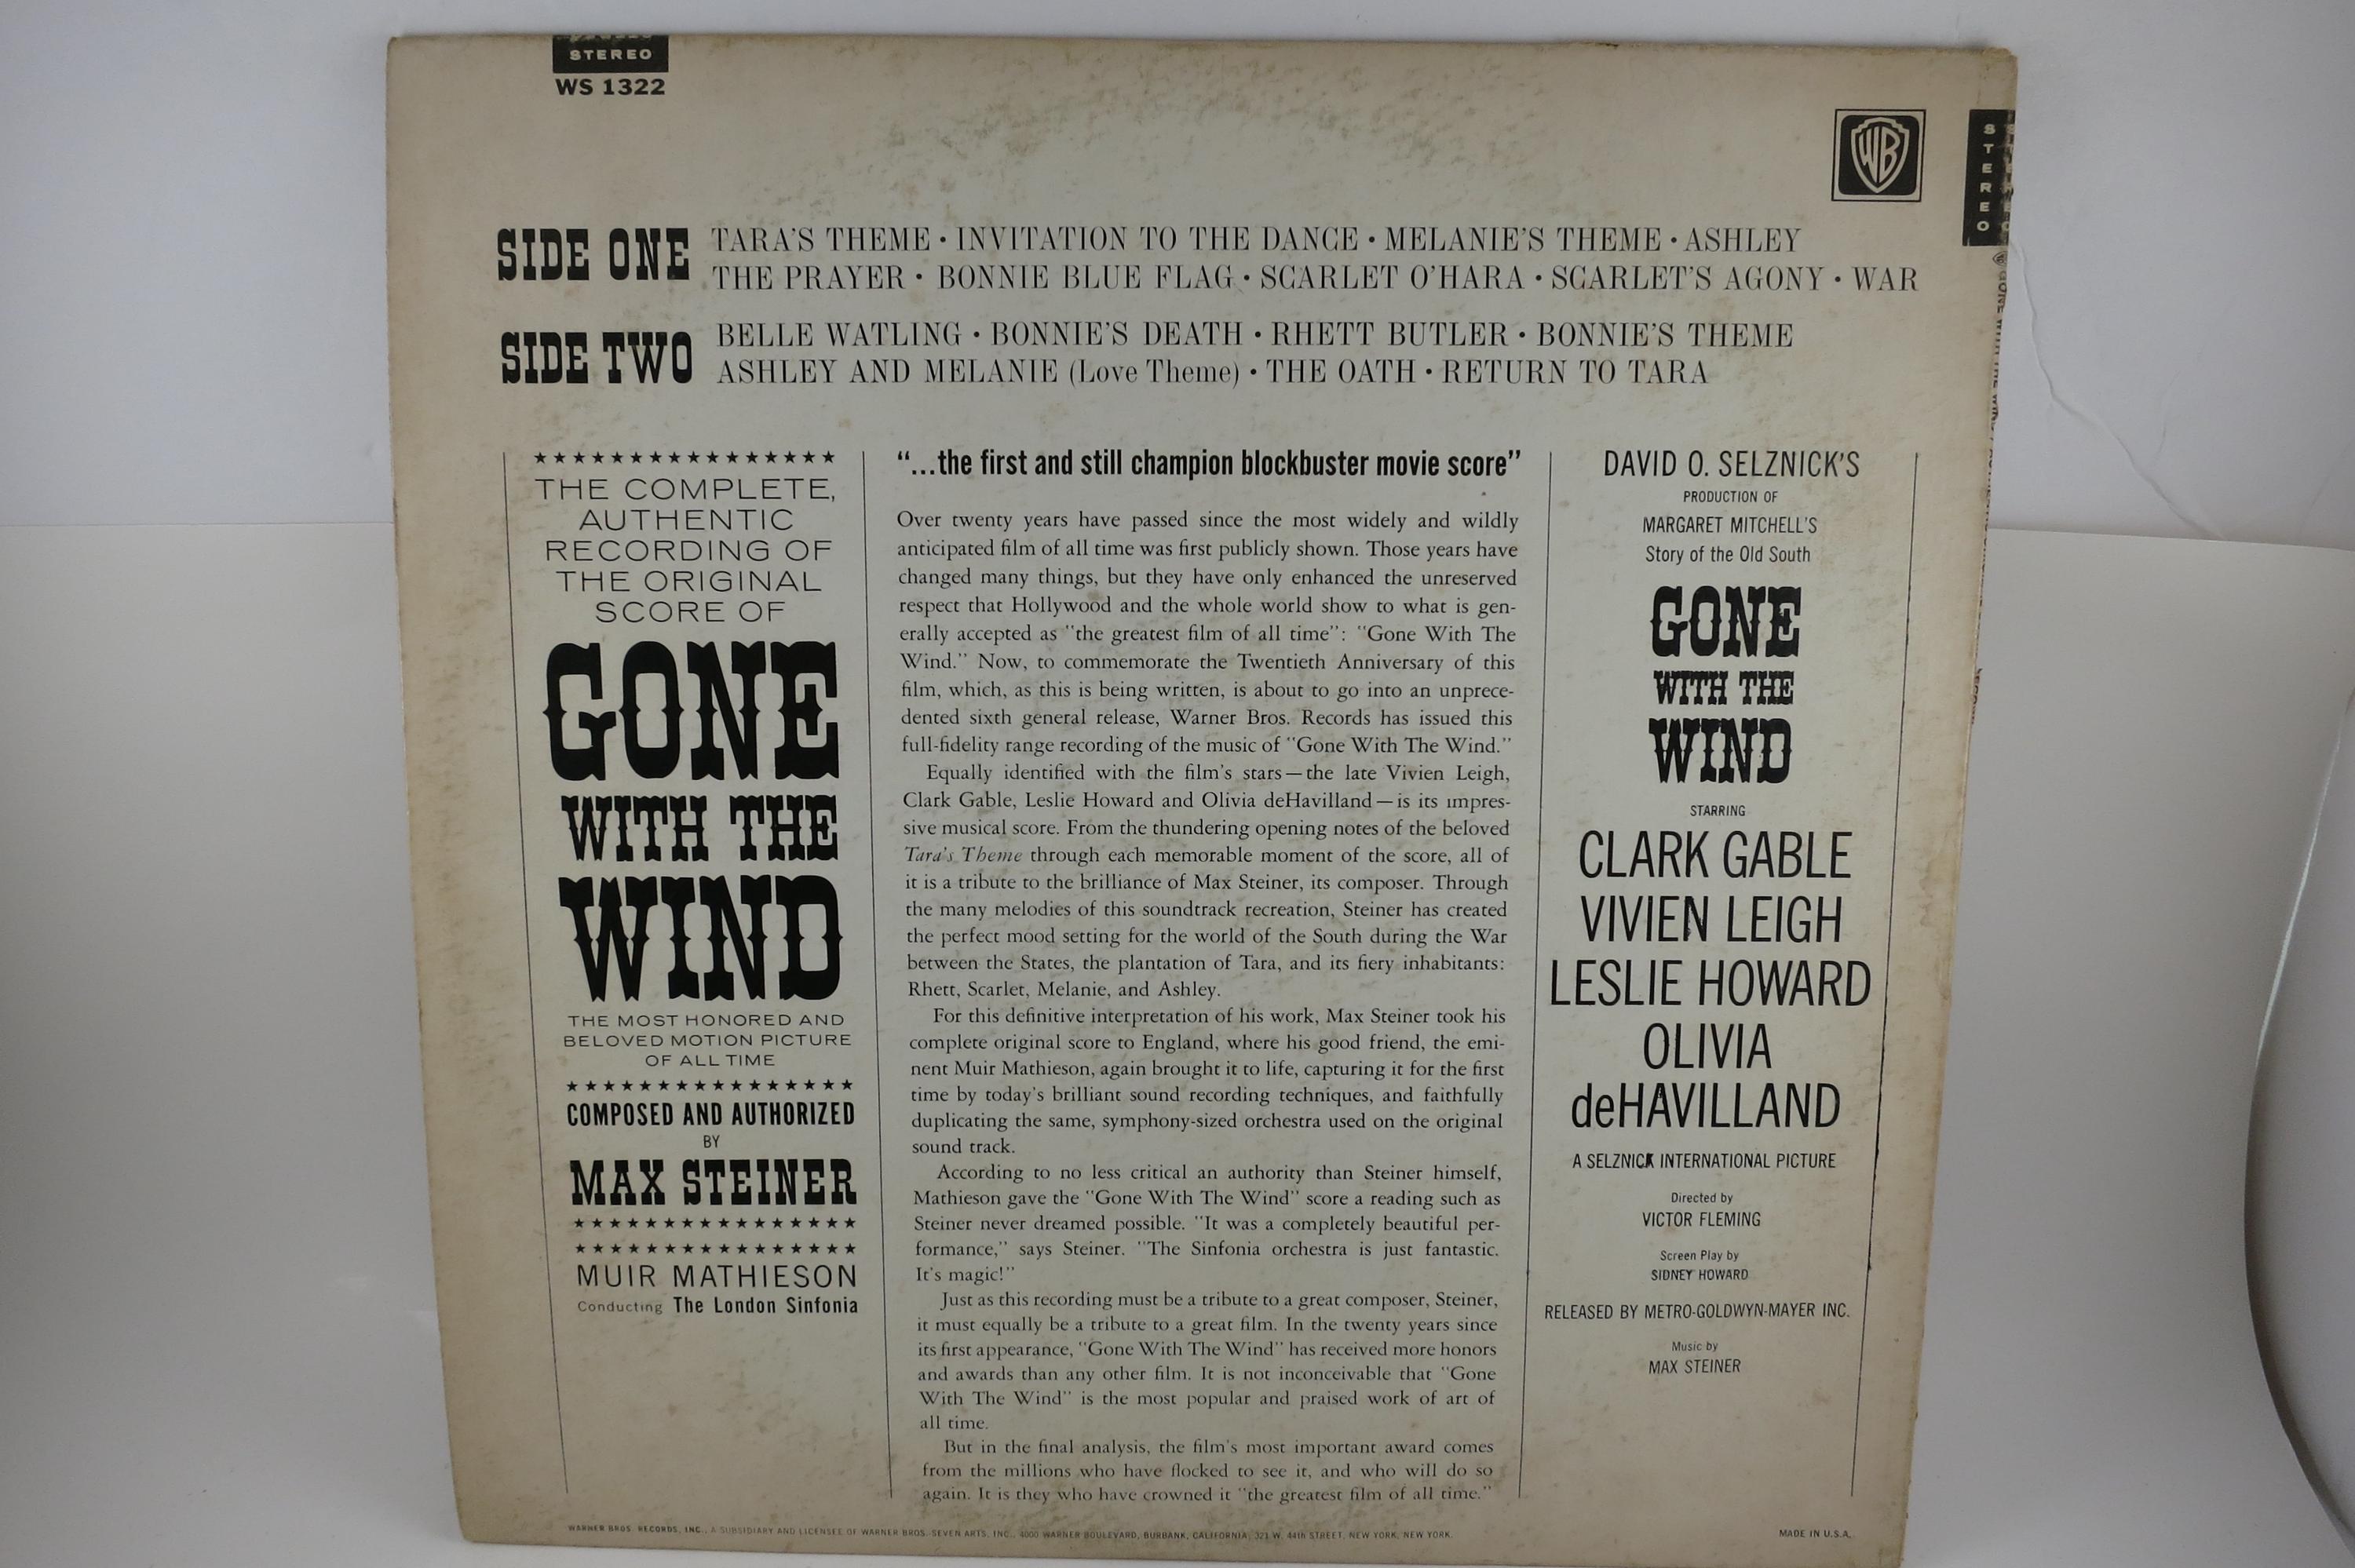 STEREO
WS 1322
WB
STEREO
SIDE ONE
TARA'S THEME • INVITATION TO THE DANCE • MELANIE'S THEME • ASHLEY
THE PRAYER • BONNIE BLUE FLAG • SCARLET O'HARA • SCARLET'S AGONY • WAR
SIDE TWO
BELLE WATLING • BONNIE'S DEATH • RHETT BUTLER • BONNIE'S THEME
ASHLEY AND MELANIE (Love Theme) • THE OATH • RETURN TO TARA
★★★★★★★★★★★★★★★★
THE COMPLETE,
AUTHENTIC
RECORDING OF
THE ORIGINAL
SCORE OF
GONE
WITH THE
WIND
THE MOST HONORED AND
BELOVED MOTION PICTURE
OF ALL TIME
★★★★★★★★★★★★★★★★
COMPOSED AND AUTHORIZED
BY
MAX STEINER
★★★★★★★★★★★★★★★★
★★★★★★★★★★★★★★★★
MUIR MATHIESON
Conducting The London Sinfonia
"...the first and still champion blockbuster movie score"
Over twenty years have passed since the most widely and wildly
anticipated film of all time was first publicly shown. Those years have
changed many things, but they have only enhanced the unreserved
respect that Hollywood and the whole world show to what is gen-
erally accepted as "the greatest film of all time": "Gone With The
Wind." Now, to commemorate the Twentieth Anniversary of this
film, which, as this is being written, is about to go into an unprece-
dented sixth general release, Warner Bros. Records has issued this
full-fidelity range recording of the music of "Gone With The Wind."
Equally identified with the film's stars—the late Vivien Leigh,
Clark Gable, Leslie Howard and Olivia deHavilland—is its impres-
sive musical score. From the thundering opening notes of the beloved
Tara's Theme through each memorable moment of the score, all of
it is a tribute to the brilliance of Max Steiner, its composer. Through
the many melodies of this soundtrack recreation, Steiner has created
the perfect mood setting for the world of the South during the War
between the States, the plantation of Tara, and its fiery inhabitants:
Rhett, Scarlet, Melanie, and Ashley.
For this definitive interpretation of his work, Max Steiner took his
complete original score to England, where his good friend, the emi-
nent Muir Mathieson, again brought it to life, capturing it for the first
time by today's brilliant sound recording techniques, and faithfully
duplicating the same, symphony-sized orchestra used on the original
sound track.
According to no less critical an authority than Steiner himself,
Mathieson gave the "Gone With The Wind" score a reading such as
Steiner never dreamed possible. "It was a completely beautiful per-
formance," says Steiner. "The Sinfonia orchestra is just fantastic.
It's magic!"
Just as this recording must be a tribute to a great composer, Steiner,
it must equally be a tribute to a great film. In the twenty years since
its first appearance, "Gone With The Wind" has received more honors
and awards than any other film. It is not inconceivable that "Gone
With The Wind" is the most popular and praised work of art of
all time.
But in the final analysis, the film's most important award comes
from the millions who have flocked to see it, and who will do so
again. It is they who have crowned it "the greatest film of all time."
DAVID O. SELZNICK'S
PRODUCTION OF
MARGARET MITCHELL'S
Story of the Old South
GONE
WITH THE
WIND
STARRING
CLARK GABLE
VIVIEN LEIGH
LESLIE HOWARD
OLIVIA
deHAVILLAND
A SELZNICK INTERNATIONAL PICTURE
Directed by
VICTOR FLEMING
Screen Play by
SIDNEY HOWARD
RELEASED BY METRO-GOLDWYN-MAYER INC.
Music by
MAX STEINER
WARNER BROS. RECORDS, INC., A SUBSIDIARY AND LICENSEE OF WARNER BROS.-SEVEN ARTS, INC., 4000 WARNER BOULEVARD, BURBANK, CALIFORNIA; 321 W. 44th STREET, NEW YORK, NEW YORK.
MADE IN U.S.A.